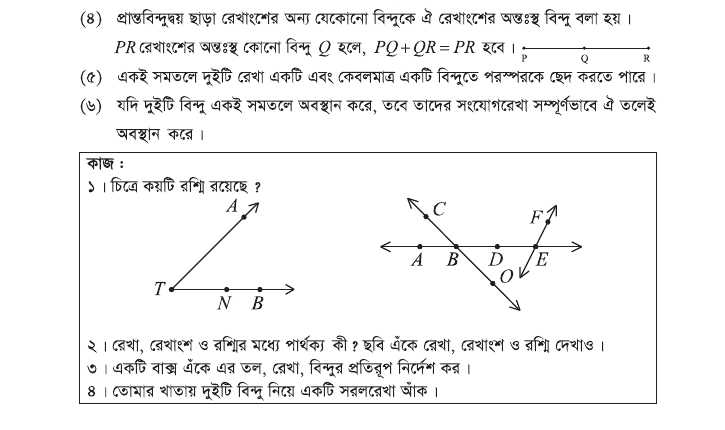 (৪) প্রান্তবিন্দুদ্বয় ছাড়া রেখাংশের অন্য যেকোনো বিন্দুকে ঐ রেখাংশের অন্তঃস্থ বিন্দু বলা হয় ।
PR রেখাংশের অন্তঃস্থ কোনো বিন্দু Q হলে, PQ + QR = PR হবে ।
P Q R
(৫) একই সমতলে দুইটি রেখা একটি এবং কেবলমাত্র একটি বিন্দুতে পরস্পরকে ছেদ করতে পারে ।
(৬) যদি দুইটি বিন্দু একই সমতলে অবস্থান করে, তবে তাদের সংযোগরেখা সম্পূর্ণভাবে ঐ তলেই
অবস্থান করে ।
কাজ :
১ । চিত্রে কয়টি রশ্মি রয়েছে ?
A
T
N B
C
F
A B D E
O
২ । রেখা, রেখাংশ ও রশ্মির মধ্যে পার্থক্য কী ? ছবি এঁকে রেখা, রেখাংশ ও রশ্মি দেখাও ।
৩ । একটি বাক্স এঁকে এর তল, রেখা, বিন্দুর প্রতিরূপ নির্দেশ কর ।
৪ । তোমার খাতায় দুইটি বিন্দু নিয়ে একটি সরলরেখা আঁক ।